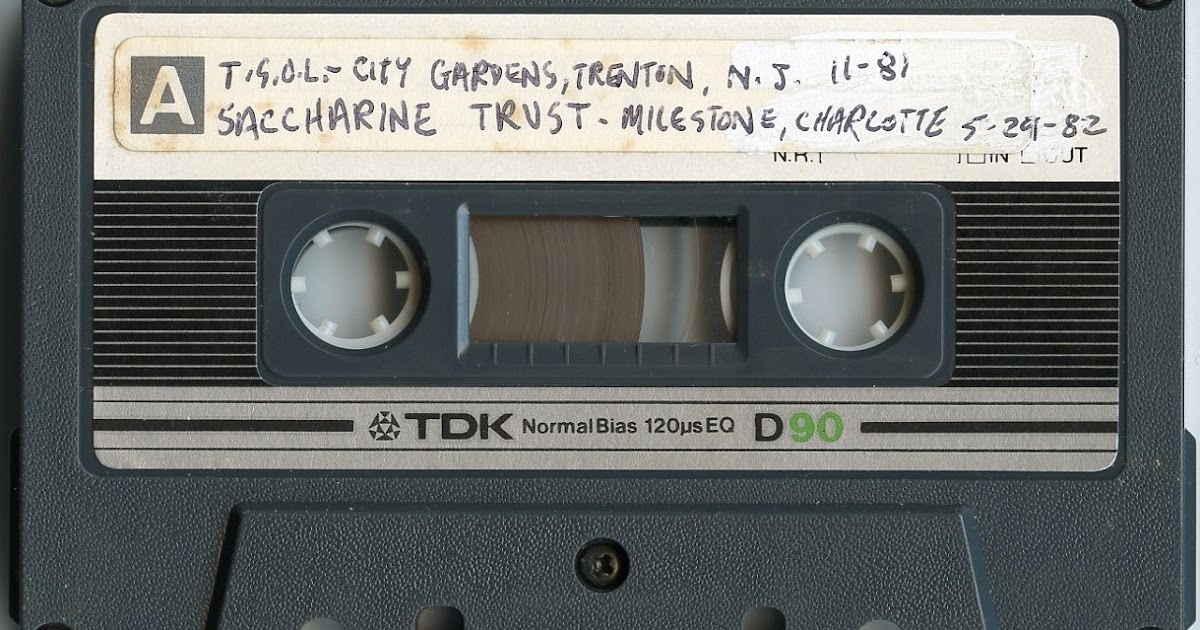 A
T.S.O.L. - CITY GARDENS, TRENTON, N.J. 11-81
SACCHARINE TRUST - MILESTONE, CHARLOTTE 5-29-82
N.R. IN OUT
TDK Normal Bias 120µs EQ D90